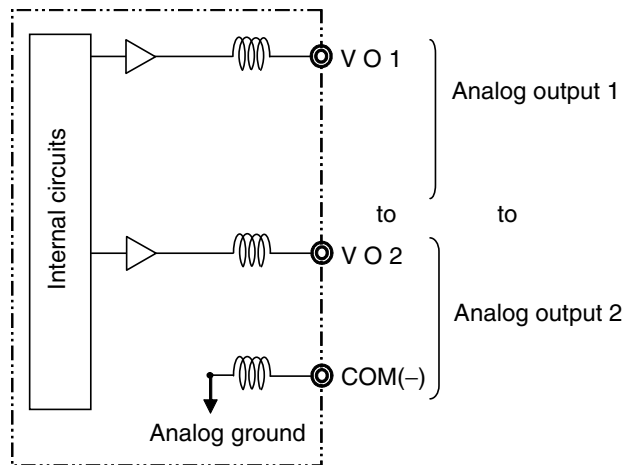 V O 1
Analog output 1
Internal circuits
to
to
V O 2
Analog output 2
COM(−)
Analog ground